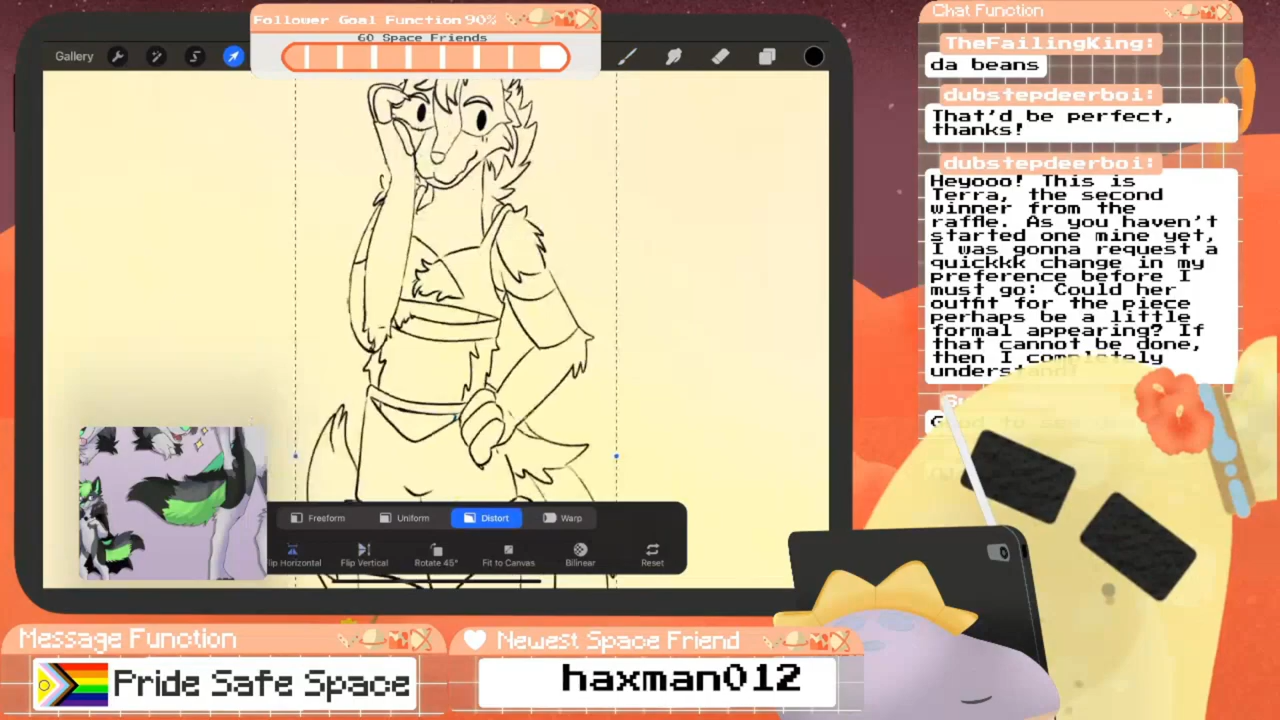 Follower Goal Function 90%
60 Space Friends
Gallery
Freeform
Uniform
Distort
Warp
lip Horizontal
Flip Vertical
Rotate 45°
Fit to Canvas
Bilinear
Reset
Chat Function
TheFailingKing:
da beans
dubstepdeerboi:
That'd be perfect,
thanks!
dubstepdeerboi:
Heyooo! This is
Terra, the second
winner from the
raffle. As you haven't
started one mine yet,
I was gonna request a
quickkk change in my
preference before I
must go: Could her
outfit for the piece
perhaps be a little
formal appearing? If
that cannot be done,
then I completely
understand!
Message Function
Pride Safe Space
Newest Space Friend
haxman012